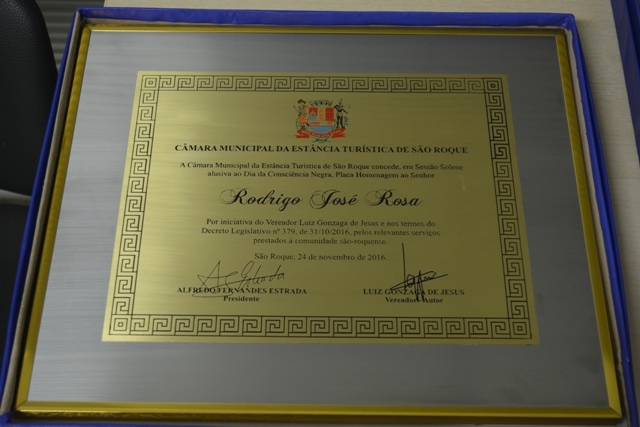 CÂMARA MUNICIPAL DA ESTÂNCIA TURÍSTICA DE SÃO ROQUE
A Câmara Municipal da Estância Turística de São Roque concede, em Sessão Solene
alusiva ao Dia da Consciência Negra, Placa Homenagem ao Senhor
Rodrigo José Rosa
Por iniciativa do Vereador Luiz Gonzaga de Jesus e nos termos do
Decreto Legislativo nº 379, de 31/10/2016, pelos relevantes serviços
prestados à comunidade são-roquense.
São Roque, 24 de novembro de 2016.
ALFREDO FERNANDES ESTRADA
Presidente
LUIZ GONZAGA DE JESUS
Vereador Autor